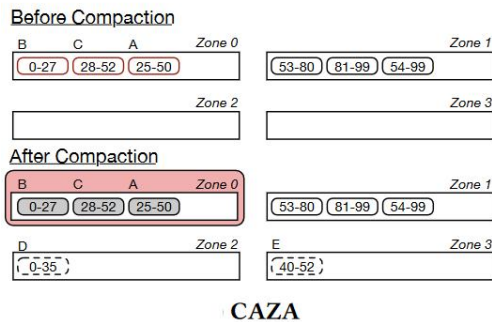 Before Compaction
B C A Zone 0 Zone 1
0-27 28-52 25-50 53-80 81-99 54-99
Zone 2 Zone 3
After Compaction
B C A Zone 0 Zone 1
0-27 28-52 25-50 53-80 81-99 54-99
D Zone 2 E Zone 3
0-35 40-52
CAZA